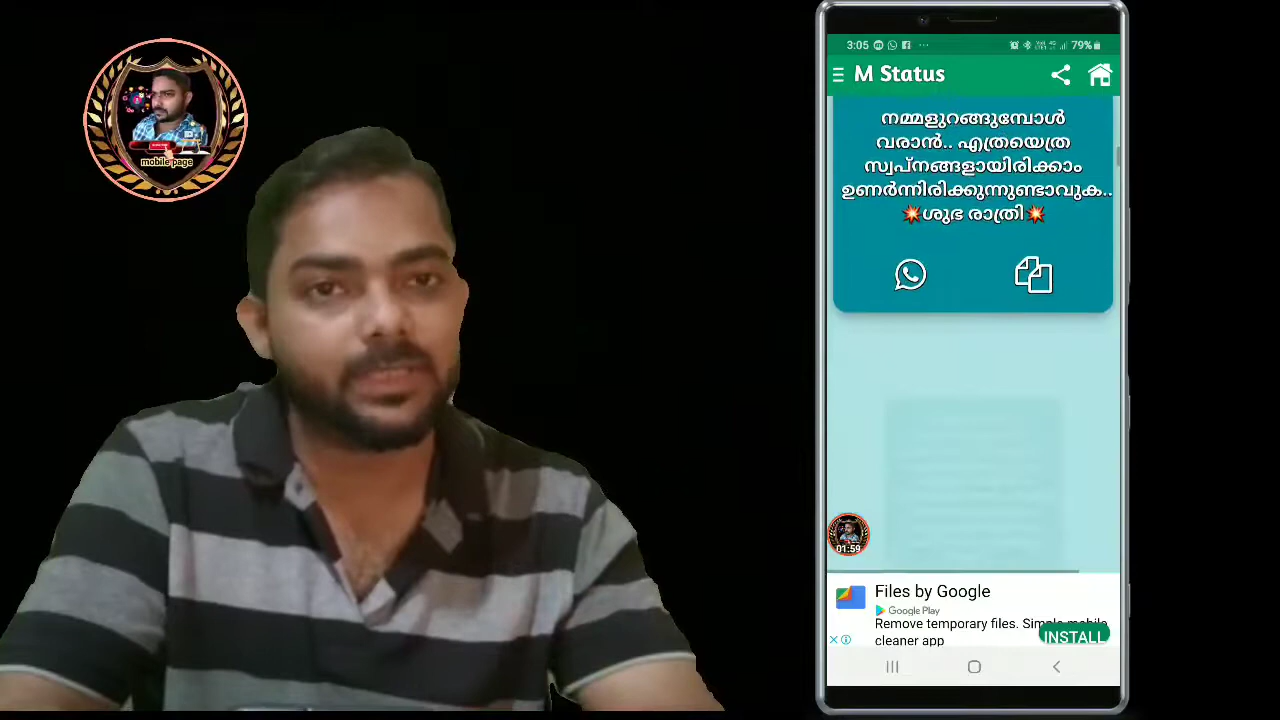 mobile page
3:05
79%
M Status
നമ്മളുറങ്ങുമ്പോൾ
വരാൻ.. എത്രയെത്ര
സ്വപ്നങ്ങളായിരിക്കാം
ഉണർന്നിരിക്കുന്നുണ്ടാവുക..
💥ശുഭ രാത്രി💥
01:59
Files by Google
Google Play
Remove temporary files. Simple mobile
cleaner app
INSTALL